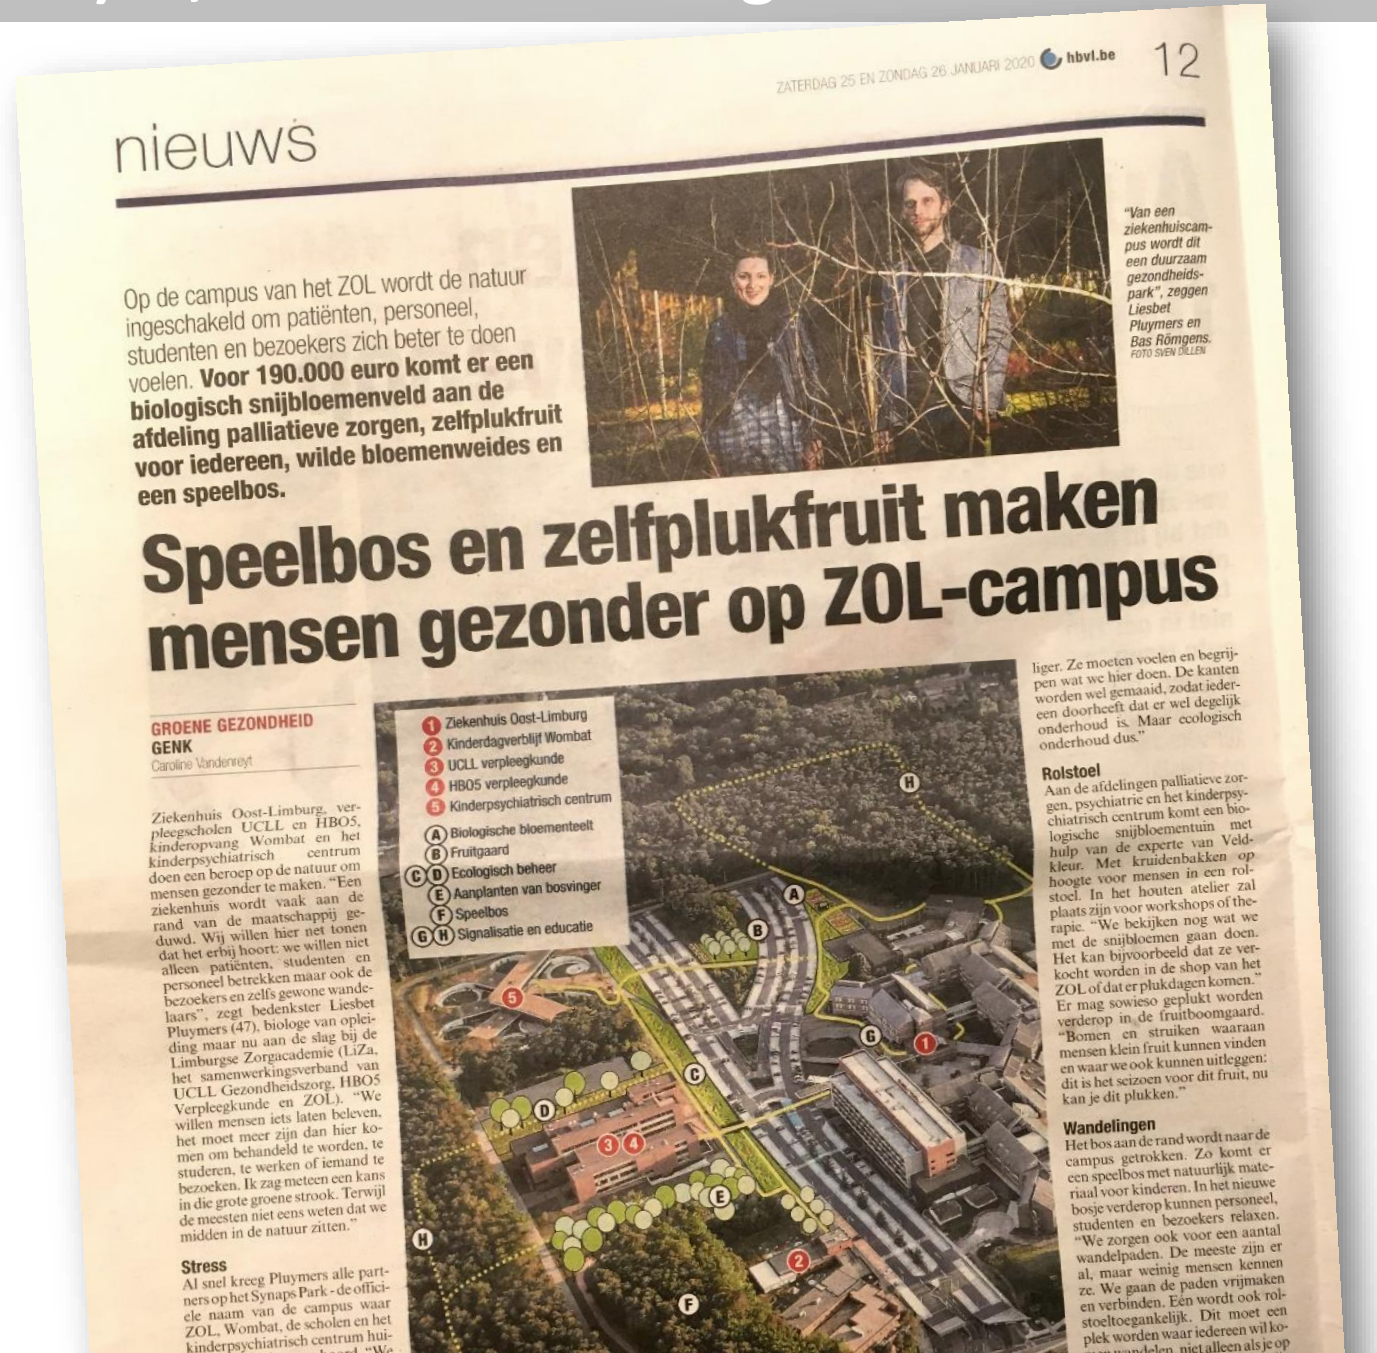 ZATERDAG 25 EN ZONDAG 26 JANUARI 2020 hbvl.be 12
nieuws
Op de campus van het ZOL wordt de natuur
ingeschakeld om patiënten, personeel,
studenten en bezoekers zich beter te doen
voelen. Voor 190.000 euro komt er een
biologisch snijbloemenveld aan de
afdeling palliatieve zorgen, zelfplukfruit
voor iedereen, wilde bloemenweides en
een speelbos.
"Van een
ziekenhuiscam-
pus wordt dit
een duurzaam
gezondheids-
park", zeggen
Liesbet
Pluymers en
Bas Römgens.
FOTO SVEN DILLEN
Speelbos en zelfplukfruit maken
mensen gezonder op ZOL-campus
GROENE GEZONDHEID
GENK
Caroline Vandenreyt
Ziekenhuis Oost-Limburg, ver-
pleegscholen UCLL en HBO5,
kinderopvang Wombat en het
kinderpsychiatrisch centrum
doen een beroep op de natuur om
mensen gezonder te maken. "Een
ziekenhuis wordt vaak aan de
rand van de maatschappij ge-
duwd. Wij willen hier net tonen
dat het erbij hoort: we willen niet
alleen patiënten, studenten en
personeel betrekken maar ook de
bezoekers en zelfs gewone wande-
laars", zegt bedenkster Liesbet
Pluymers (47), biologe van oplei-
ding maar nu aan de slag bij de
Limburgse Zorgacademie (LiZa,
het samenwerkingsverband van
UCLL Gezondheidszorg, HBO5
Verpleegkunde en ZOL). "We
willen mensen iets laten beleven,
het moet meer zijn dan hier ko-
men om behandeld te worden, te
studeren, te werken of iemand te
bezoeken. Ik zag meteen een kans
in die grote groene strook. Terwijl
de meesten niet eens weten dat we
midden in de natuur zitten."
Stress
Al snel kreeg Pluymers alle part-
ners op het Synaps Park - de offici-
ele naam van de campus waar
ZOL, Wombat, de scholen en het
kinderpsychiatrisch centrum hui-
"We
1 Ziekenhuis Oost-Limburg
2 Kinderdagverblijf Wombat
3 UCLL verpleegkunde
4 HBO5 verpleegkunde
5 Kinderpsychiatrisch centrum
A Biologische bloementeelt
B Fruitgaard
C D Ecologisch beheer
E Aanplanten van bosvinger
F Speelbos
G H Signalisatie en educatie
H
A
B
5
G
1
C
D
3 4
E
H
2
F
liger. Ze moeten voelen en begrij-
pen wat we hier doen. De kanten
worden wel gemaaid, zodat ieder-
een doorheeft dat er wel degelijk
onderhoud is. Maar ecologisch
onderhoud dus."
Rolstoel
Aan de afdelingen palliatieve zor-
gen, psychiatrie en het kinderpsy-
chiatrisch centrum komt een bio-
logische snijbloementuin met
hulp van de experte van Veld-
kleur. Met kruidenbakken op
hoogte voor mensen in een rol-
stoel. In het houten atelier zal
plaats zijn voor workshops of the-
rapie. "We bekijken nog wat we
met de snijbloemen gaan doen.
Het kan bijvoorbeeld dat ze ver-
kocht worden in de shop van het
ZOL of dat er plukdagen komen."
Er mag sowieso geplukt worden
verderop in de fruitboomgaard.
"Bomen en struiken waaraan
mensen klein fruit kunnen vinden
en waar we ook kunnen uitleggen:
dit is het seizoen voor dit fruit, nu
kan je dit plukken."
Wandelingen
Het bos aan de rand wordt naar de
campus getrokken. Zo komt er
een speelbos met natuurlijk mate-
riaal voor kinderen. In het nieuwe
bosje verderop kunnen personeel,
studenten en bezoekers relaxen.
"We zorgen ook voor een aantal
wandelpaden. De meeste zijn er
al, maar weinig mensen kennen
ze. We gaan de paden vrijmaken
en verbinden. Eén wordt ook rol-
stoeltoegankelijk. Dit moet een
plek worden waar iedereen wil ko-
wandelen, niet alleen als je op